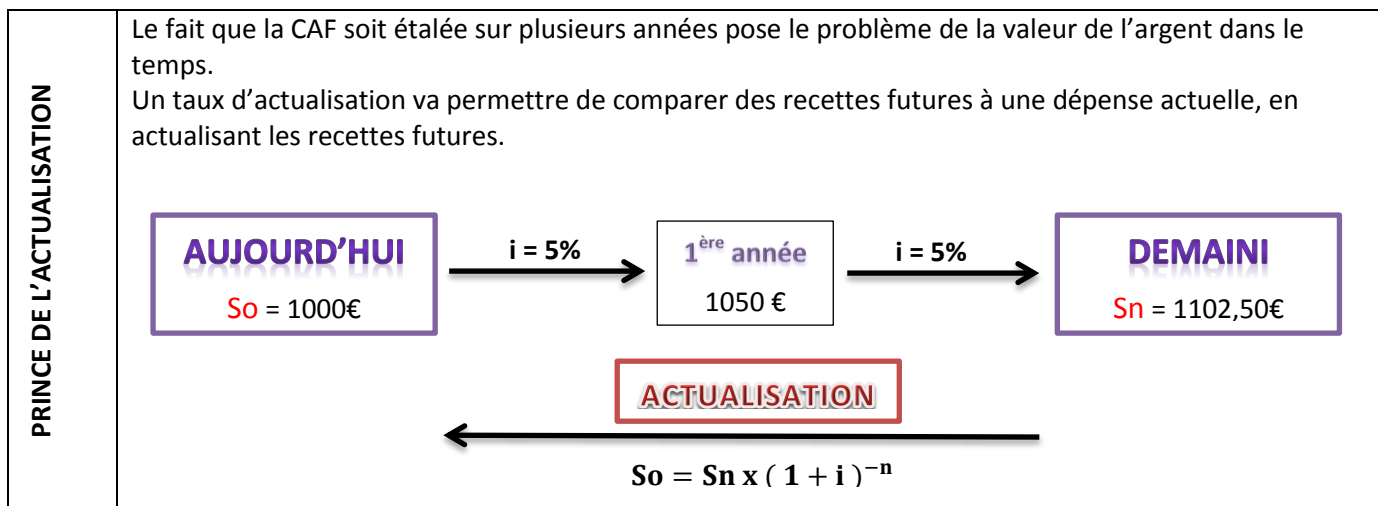 PRINCE DE L’ACTUALISATION
Le fait que la CAF soit étalée sur plusieurs années pose le problème de la valeur de l’argent dans le
temps.
Un taux d’actualisation va permettre de comparer des recettes futures à une dépense actuelle, en
actualisant les recettes futures.
AUJOURD’HUI
So = 1000€
i = 5%
1ère année
1050 €
i = 5%
DEMAINI
Sn = 1102,50€
ACTUALISATION
So = Sn x ( 1 + i )⁻ⁿ